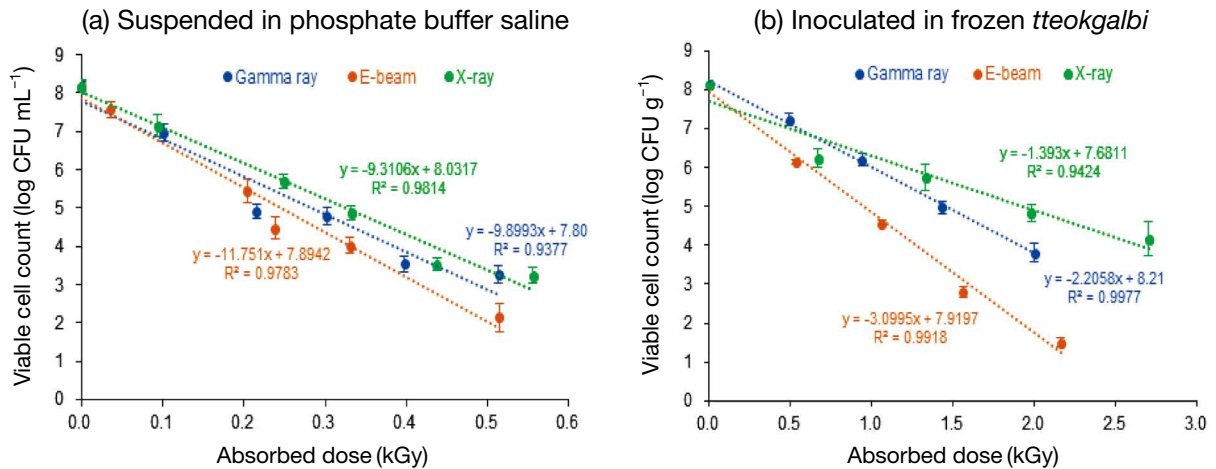 (a) Suspended in phosphate buffer saline
Viable cell count (log CFU mL⁻¹)
9
8
7
6
5
4
3
2
1
0
Gamma ray E-beam X-ray
y = -9.3106x + 8.0317
R² = 0.9814
y = -9.8993x + 7.80
R² = 0.9377
y = -11.751x + 7.8942
R² = 0.9783
0.0 0.1 0.2 0.3 0.4 0.5 0.6
Absorbed dose (kGy)
(b) Inoculated in frozen tteokgalbi
Viable cell count (log CFU g⁻¹)
9
8
7
6
5
4
3
2
1
0
Gamma ray E-beam X-ray
y = -1.393x + 7.6811
R² = 0.9424
y = -2.2058x + 8.21
R² = 0.9977
y = -3.0995x + 7.9197
R² = 0.9918
0.0 0.5 1.0 1.5 2.0 2.5 3.0
Absorbed dose (kGy)